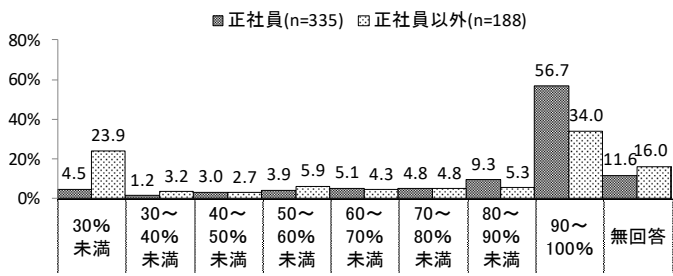 正社員(n=335) 正社員以外(n=188)
80%
60%
40%
20%
0%
4.5 23.9 1.2 3.2 3.0 2.7 3.9 5.9 5.1 4.3 4.8 4.8 9.3 5.3 56.7 34.0 11.6 16.0
30%
未満
30～
40%
未満
40～
50%
未満
50～
60%
未満
60～
70%
未満
70～
80%
未満
80～
90%
未満
90～
100%
無回答